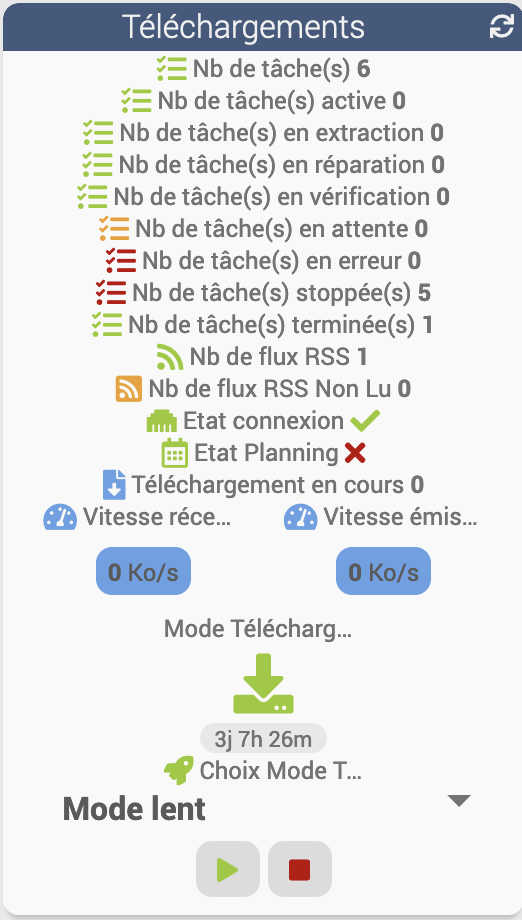 Téléchargements
Nb de tâche(s) 6
Nb de tâche(s) active 0
Nb de tâche(s) en extraction 0
Nb de tâche(s) en réparation 0
Nb de tâche(s) en vérification 0
Nb de tâche(s) en attente 0
Nb de tâche(s) en erreur 0
Nb de tâche(s) stoppée(s) 5
Nb de tâche(s) terminée(s) 1
Nb de flux RSS 1
Nb de flux RSS Non Lu 0
Etat connexion
Etat Planning
Téléchargement en cours 0
Vitesse réce... Vitesse émis...
0 Ko/s 0 Ko/s
Mode Télécharg...
3j 7h 26m
Choix Mode T...
Mode lent